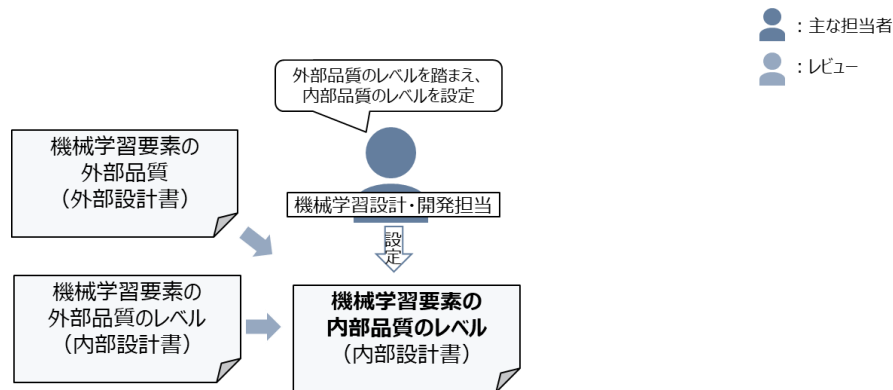 ：主な担当者
：レビュー
外部品質のレベルを踏まえ、
内部品質のレベルを設定
機械学習要素の
外部品質
（外部設計書）
機械学習設計・開発担当
設定
機械学習要素の
外部品質のレベル
（内部設計書）
機械学習要素の
内部品質のレベル
（内部設計書）